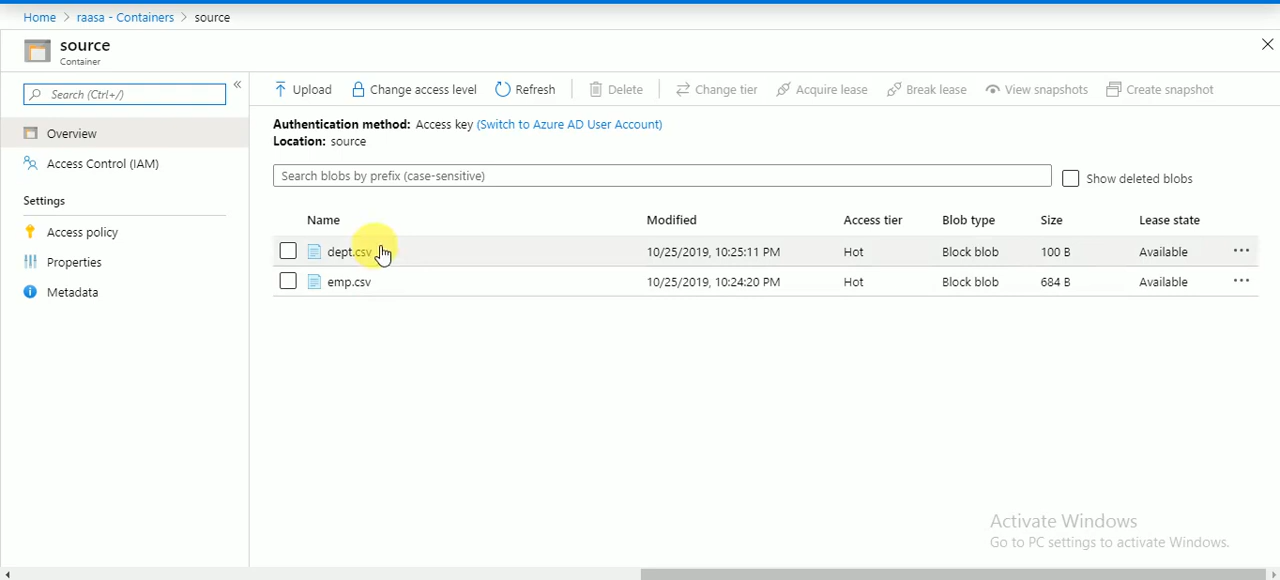 Home > raasa - Containers > source
source
Container
Search (Ctrl+/)
«
Overview
Access Control (IAM)
Settings
Access policy
Properties
Metadata
Upload Change access level Refresh Delete Change tier Acquire lease Break lease View snapshots Create snapshot
Authentication method: Access key (Switch to Azure AD User Account)
Location: source
Search blobs by prefix (case-sensitive) Show deleted blobs
Name Modified Access tier Blob type Size Lease state
dept.csv 10/25/2019, 10:25:11 PM Hot Block blob 100 B Available ...
emp.csv 10/25/2019, 10:24:20 PM Hot Block blob 684 B Available ...
Activate Windows
Go to PC settings to activate Windows.